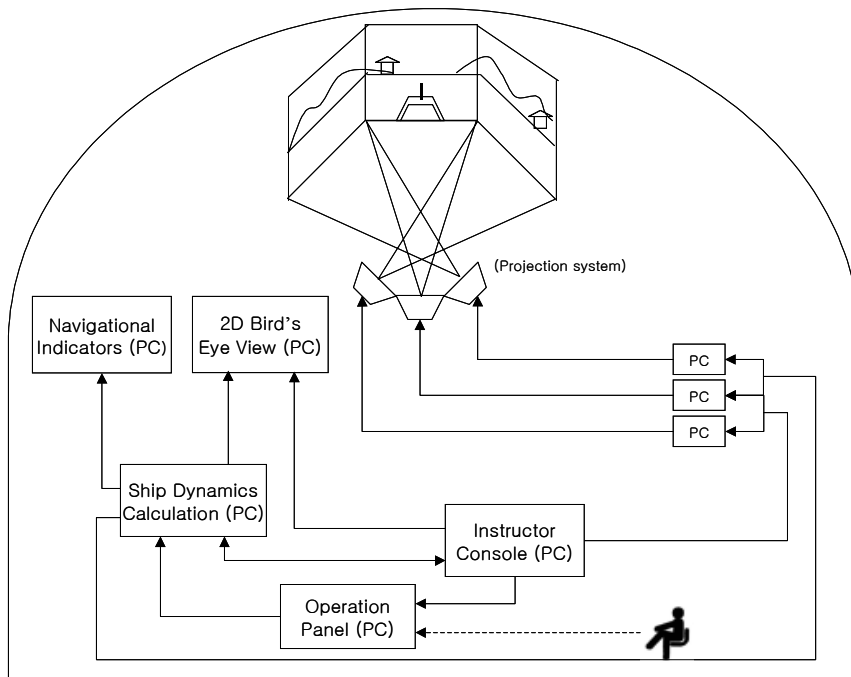 (Projection system)
Navigational
Indicators (PC)
2D Bird's
Eye View (PC)
PC
PC
PC
Ship Dynamics
Calculation (PC)
Instructor
Console (PC)
Operation
Panel (PC)